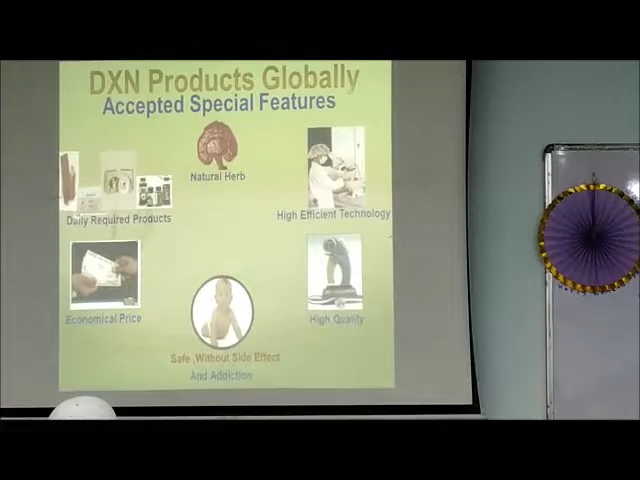 DXN Products Globally
Accepted Special Features
Natural Herb
Daily Required Products
High Efficient Technology
Economical Price
High Quality
Safe ,Without Side Effect
And Addiction